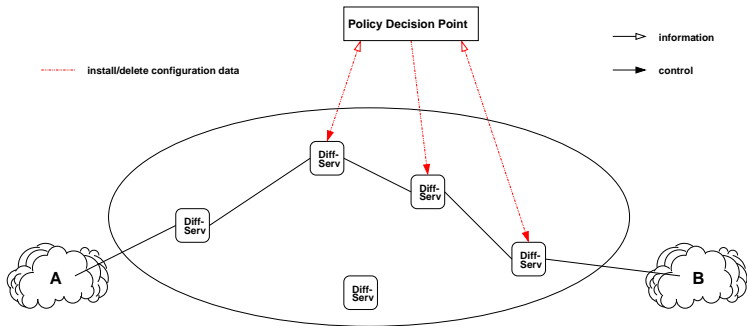 Policy Decision Point
information
install/delete configuration data
control
Diff-
Serv
Diff-
Serv
Diff-
Serv
Diff-
Serv
A
B
Diff-
Serv